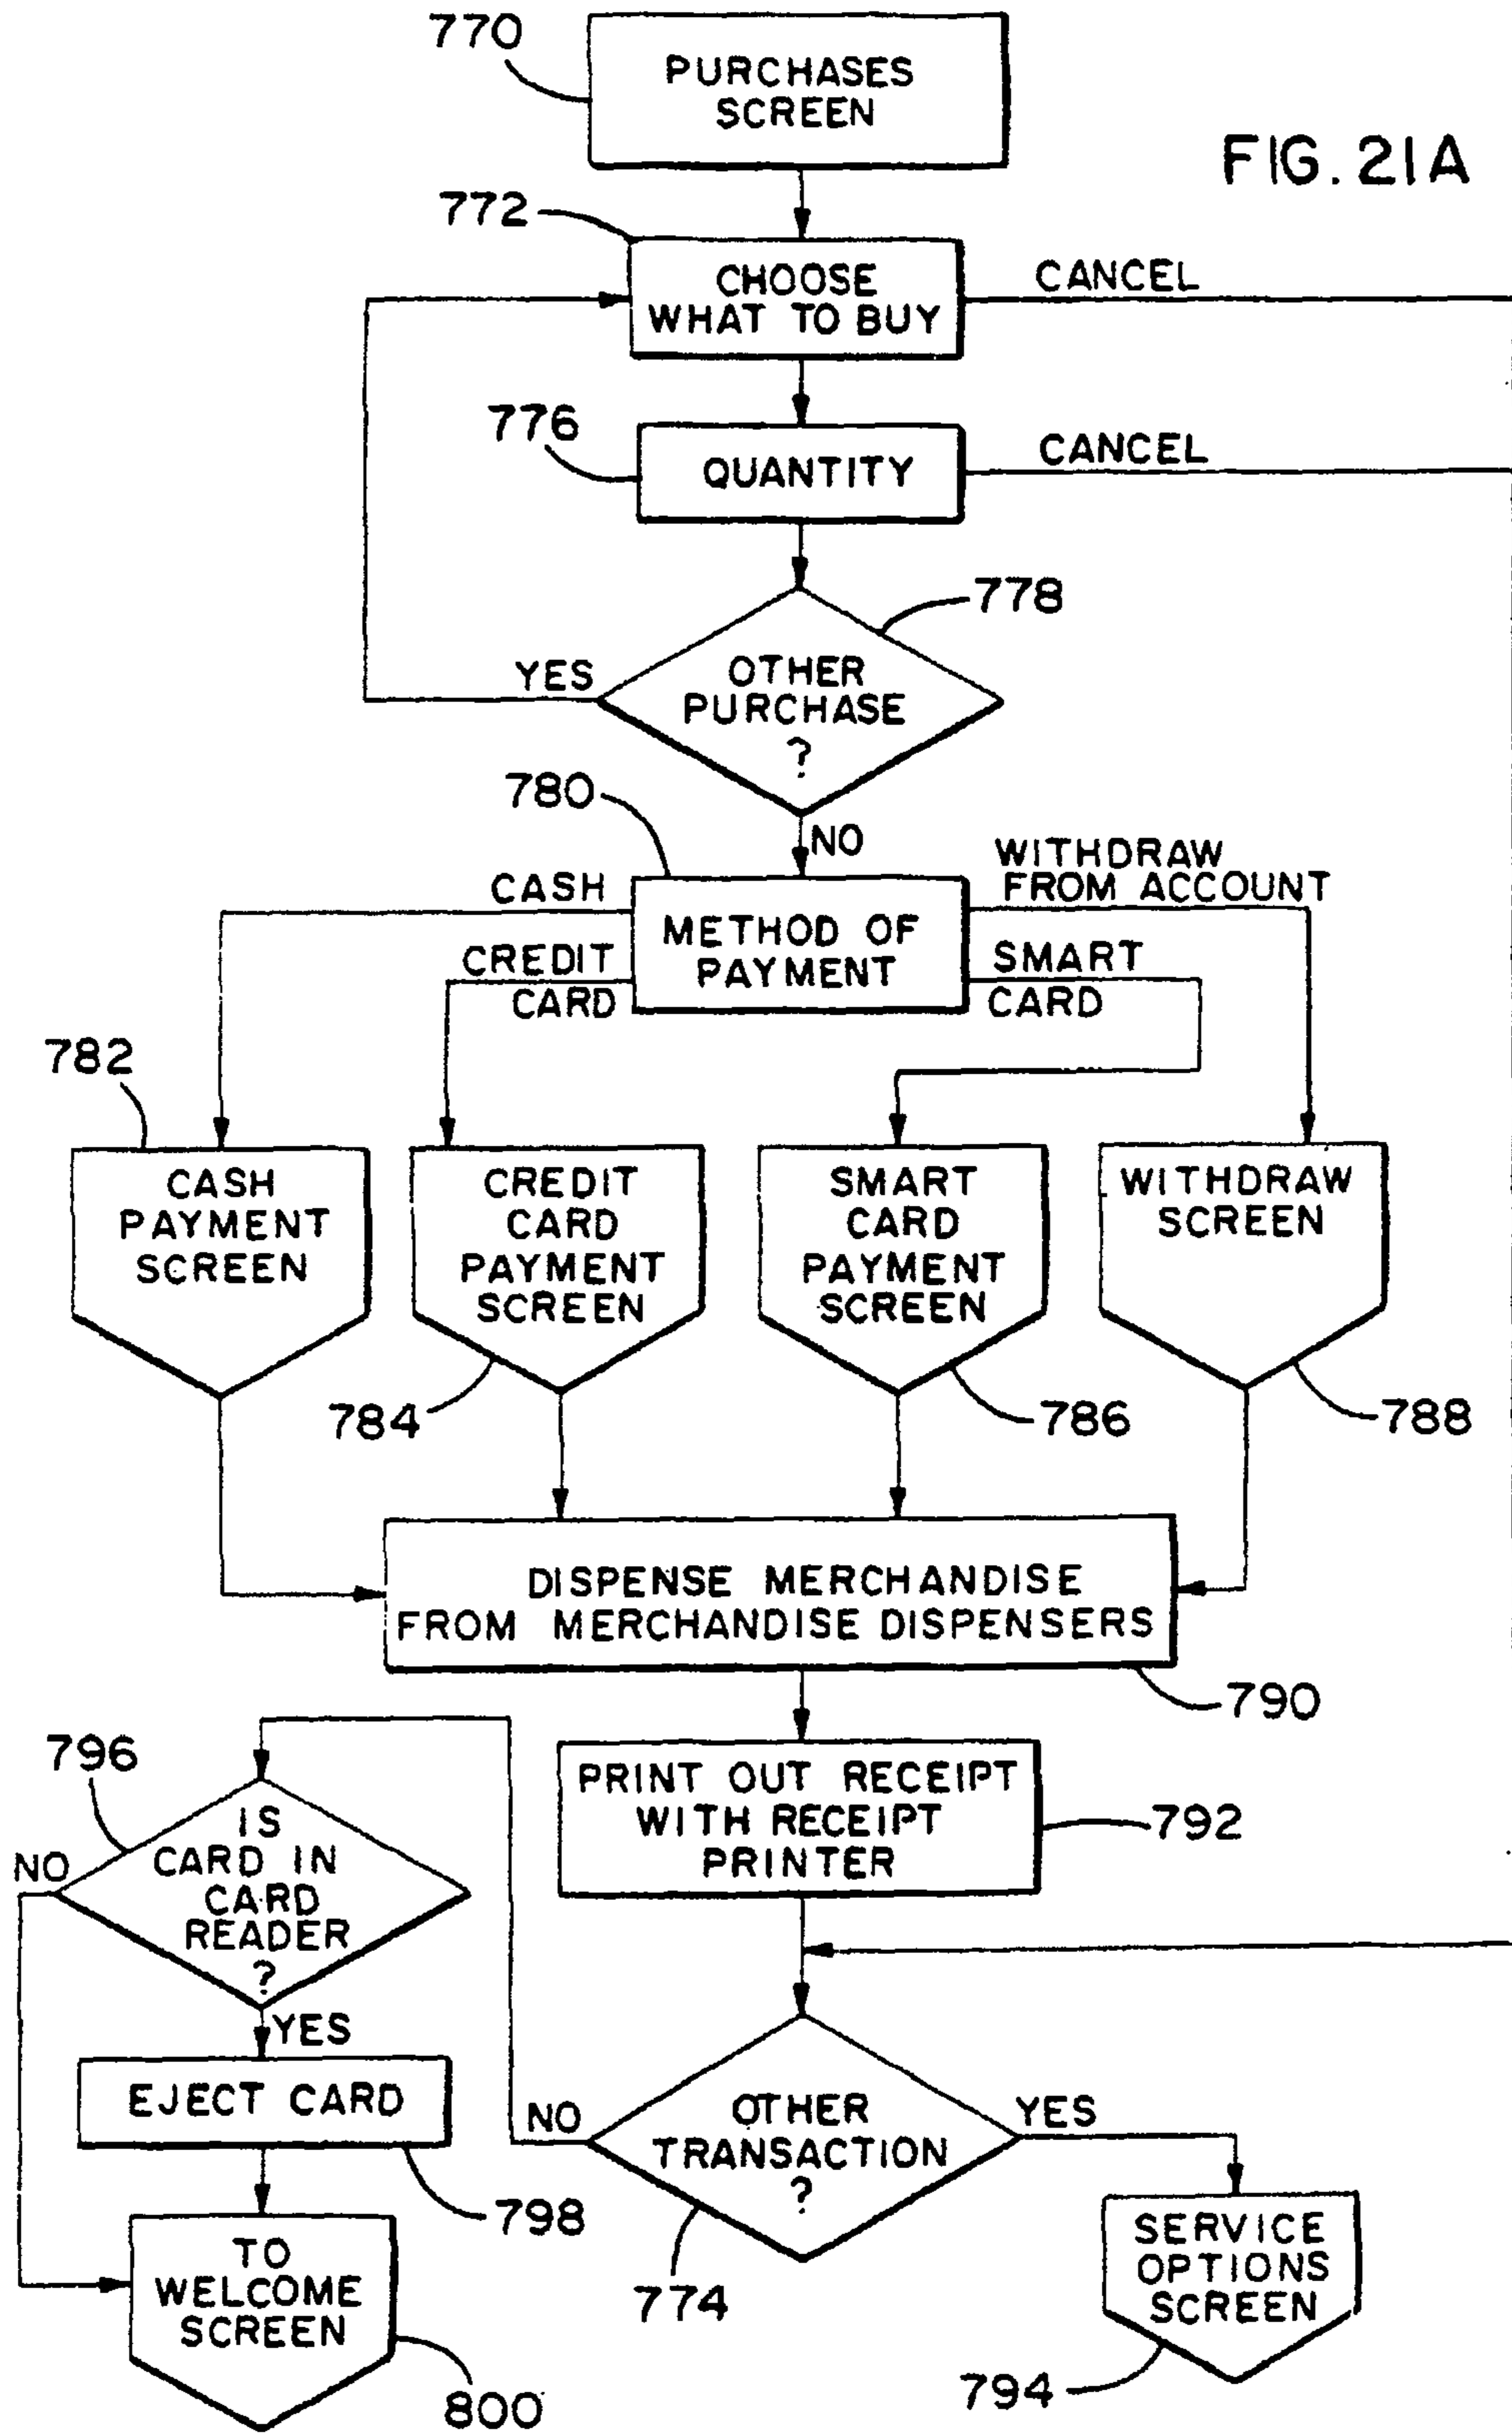 770
PURCHASES
SCREEN
FIG. 21A
772
CHOOSE
WHAT TO BUY
CANCEL
776
QUANTITY
CANCEL
778
YES
OTHER
PURCHASE
?
780
NO
CASH
WITHDRAW
FROM ACCOUNT
METHOD OF
PAYMENT
CREDIT
CARD
SMART
CARD
782
CASH
PAYMENT
SCREEN
CREDIT
CARD
PAYMENT
SCREEN
SMART
CARD
PAYMENT
SCREEN
WITHDRAW
SCREEN
784
786
788
DISPENSE MERCHANDISE
FROM MERCHANDISE DISPENSERS
790
796
PRINT OUT RECEIPT
WITH RECEIPT
PRINTER
792
IS
CARD IN
CARD
READER
?
NO
YES
EJECT CARD
798
NO
OTHER
TRANSACTION
?
YES
774
TO
WELCOME
SCREEN
800
SERVICE
OPTIONS
SCREEN
794